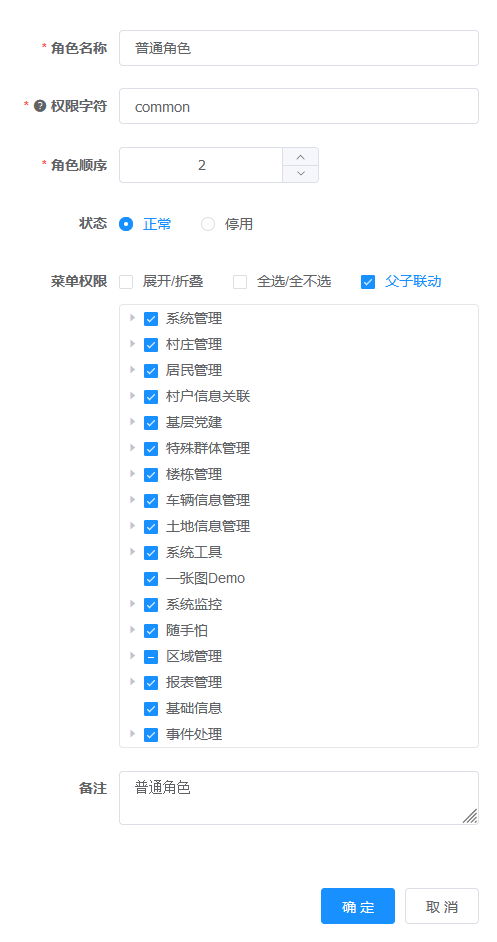 * 角色名称 普通角色
* 权限字符 common
* 角色顺序 2
状态 正常 停用
菜单权限 展开/折叠 全选/全不选 父子联动
系统管理
村庄管理
居民管理
村户信息关联
基层党建
特殊群体管理
楼栋管理
车辆信息管理
土地信息管理
系统工具
一张图Demo
系统监控
随手怕
区域管理
报表管理
基础信息
事件处理
备注 普通角色
确 定 取 消